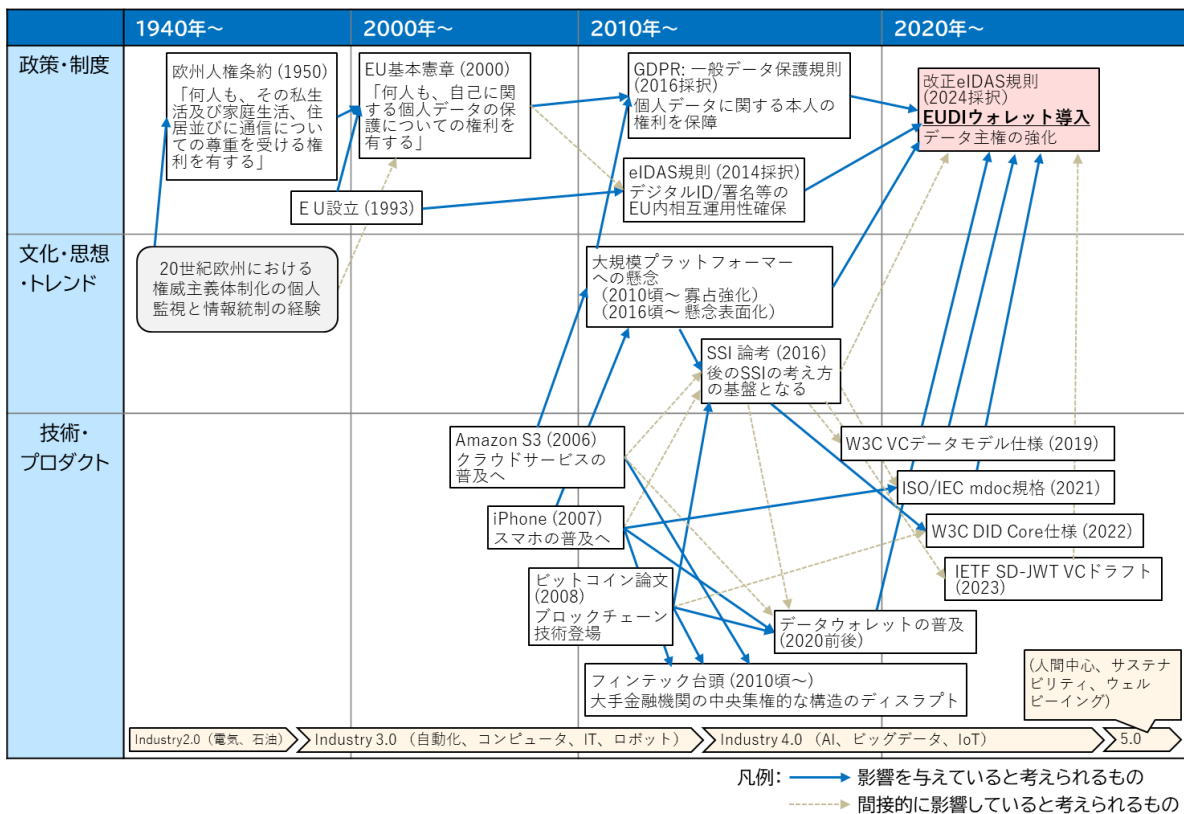 1940年～
2000年～
2010年～
2020年～
政策・制度
欧州人権条約 (1950)
「何人も、その私生
活及び家庭生活、住
居並びに通信につい
ての尊重を受ける権
利を有する」
EU基本憲章 (2000)
「何人も、自己に関
する個人データの保
護についての権利を
有する」
ＥＵ設立 (1993)
GDPR: 一般データ保護規則
(2016採択)
個人データに関する本人の
権利を保障
eIDAS規則 (2014採択)
デジタルID/署名等の
EU内相互運用性確保
改正eIDAS規則
(2024採択)
EUDIウォレット導入
データ主権の強化
文化・思想
・トレンド
20世紀欧州における
権威主義体制化の個人
監視と情報統制の経験
大規模プラットフォーマー
への懸念
(2010頃～ 寡占強化)
(2016頃～ 懸念表面化)
SSI 論考 (2016)
後のSSIの考え方
の基盤となる
技術・
プロダクト
Amazon S3 (2006)
クラウドサービスの
普及へ
iPhone (2007)
スマホの普及へ
ビットコイン論文
(2008)
ブロックチェーン
技術登場
W3C VCデータモデル仕様 (2019)
ISO/IEC mdoc規格 (2021)
W3C DID Core仕様 (2022)
IETF SD-JWT VCドラフト
(2023)
データウォレットの普及
(2020前後)
フィンテック台頭 (2010頃～)
大手金融機関の中央集権的な構造のディスラプト
(人間中心、サステナ
ビリティ、ウェル
ビーイング)
Industry2.0（電気、石油）
Industry 3.0 （自動化、コンピュータ、IT、ロボット）
Industry 4.0 （AI、ビッグデータ、IoT）
5.0
凡例:
影響を与えていると考えられるもの
間接的に影響していると考えられるもの